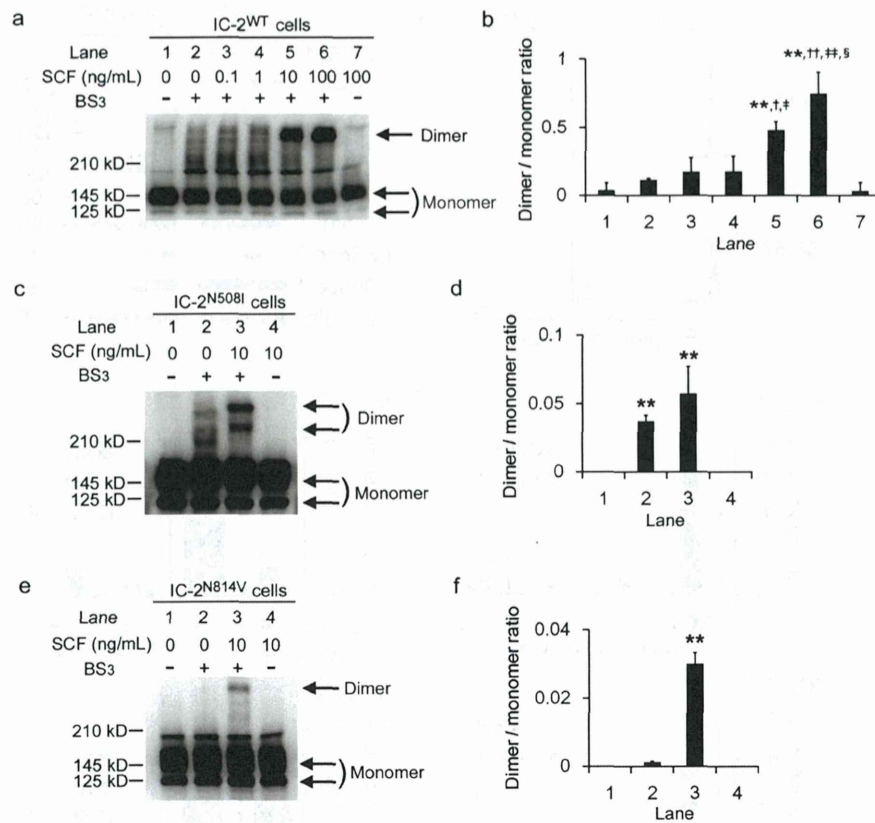 a
IC-2WT cells
Lane 1 2 3 4 5 6 7
SCF (ng/mL) 0 0 0.1 1 10 100 100
BS3 - + + + + + -
Dimer
210 kD
145 kD
125 kD
Monomer
b
Dimer / monomer ratio
1
0.5
0
**,†,‡
**,††,‡‡,§
1 2 3 4 5 6 7
Lane
c
IC-2N508I cells
Lane 1 2 3 4
SCF (ng/mL) 0 0 10 10
BS3 - + + -
Dimer
210 kD
145 kD
125 kD
Monomer
d
Dimer / monomer ratio
0.1
0.05
0
** **
1 2 3 4
Lane
e
IC-2N814V cells
Lane 1 2 3 4
SCF (ng/mL) 0 0 10 10
BS3 - + + -
Dimer
210 kD
145 kD
125 kD
Monomer
f
Dimer / monomer ratio
0.04
0.02
0
**
1 2 3 4
Lane